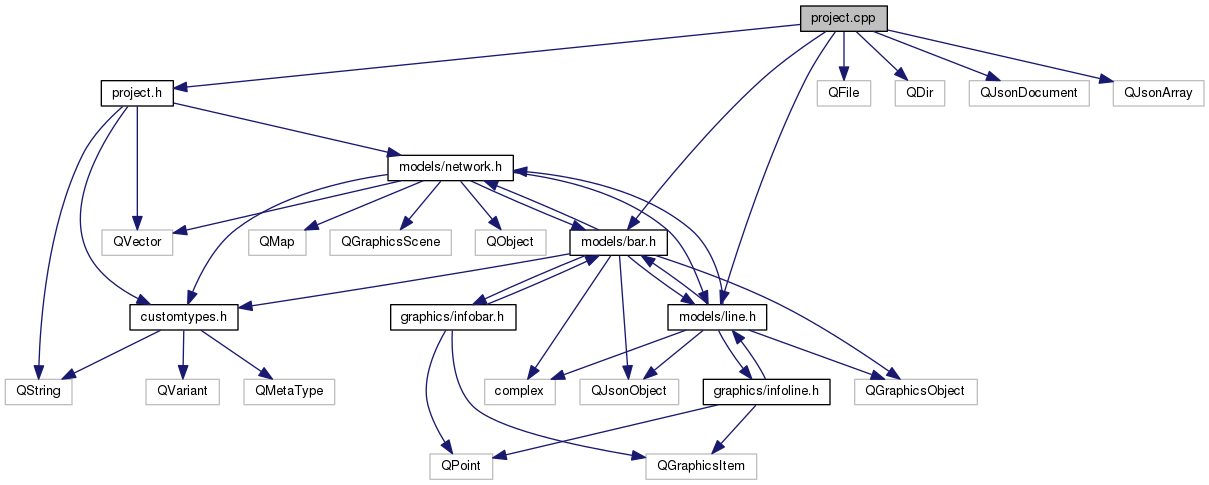 project.cpp
project.h
QFile
QDir
QJsonDocument
QJsonArray
models/network.h
QVector
QMap
QGraphicsScene
QObject
models/bar.h
customtypes.h
graphics/infobar.h
models/line.h
QString
QVariant
QMetaType
complex
QJsonObject
graphics/infoline.h
QGraphicsObject
QPoint
QGraphicsItem